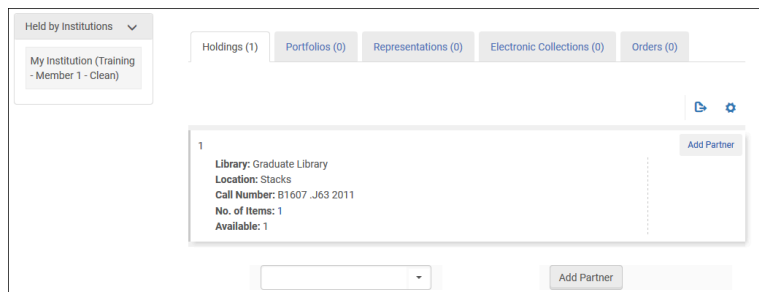 Held by Institutions
My Institution (Training
- Member 1 - Clean)
Holdings (1)
Portfolios (0)
Representations (0)
Electronic Collections (0)
Orders (0)
1
Add Partner
Library: Graduate Library
Location: Stacks
Call Number: B1607 .J63 2011
No. of Items: 1
Available: 1
Add Partner